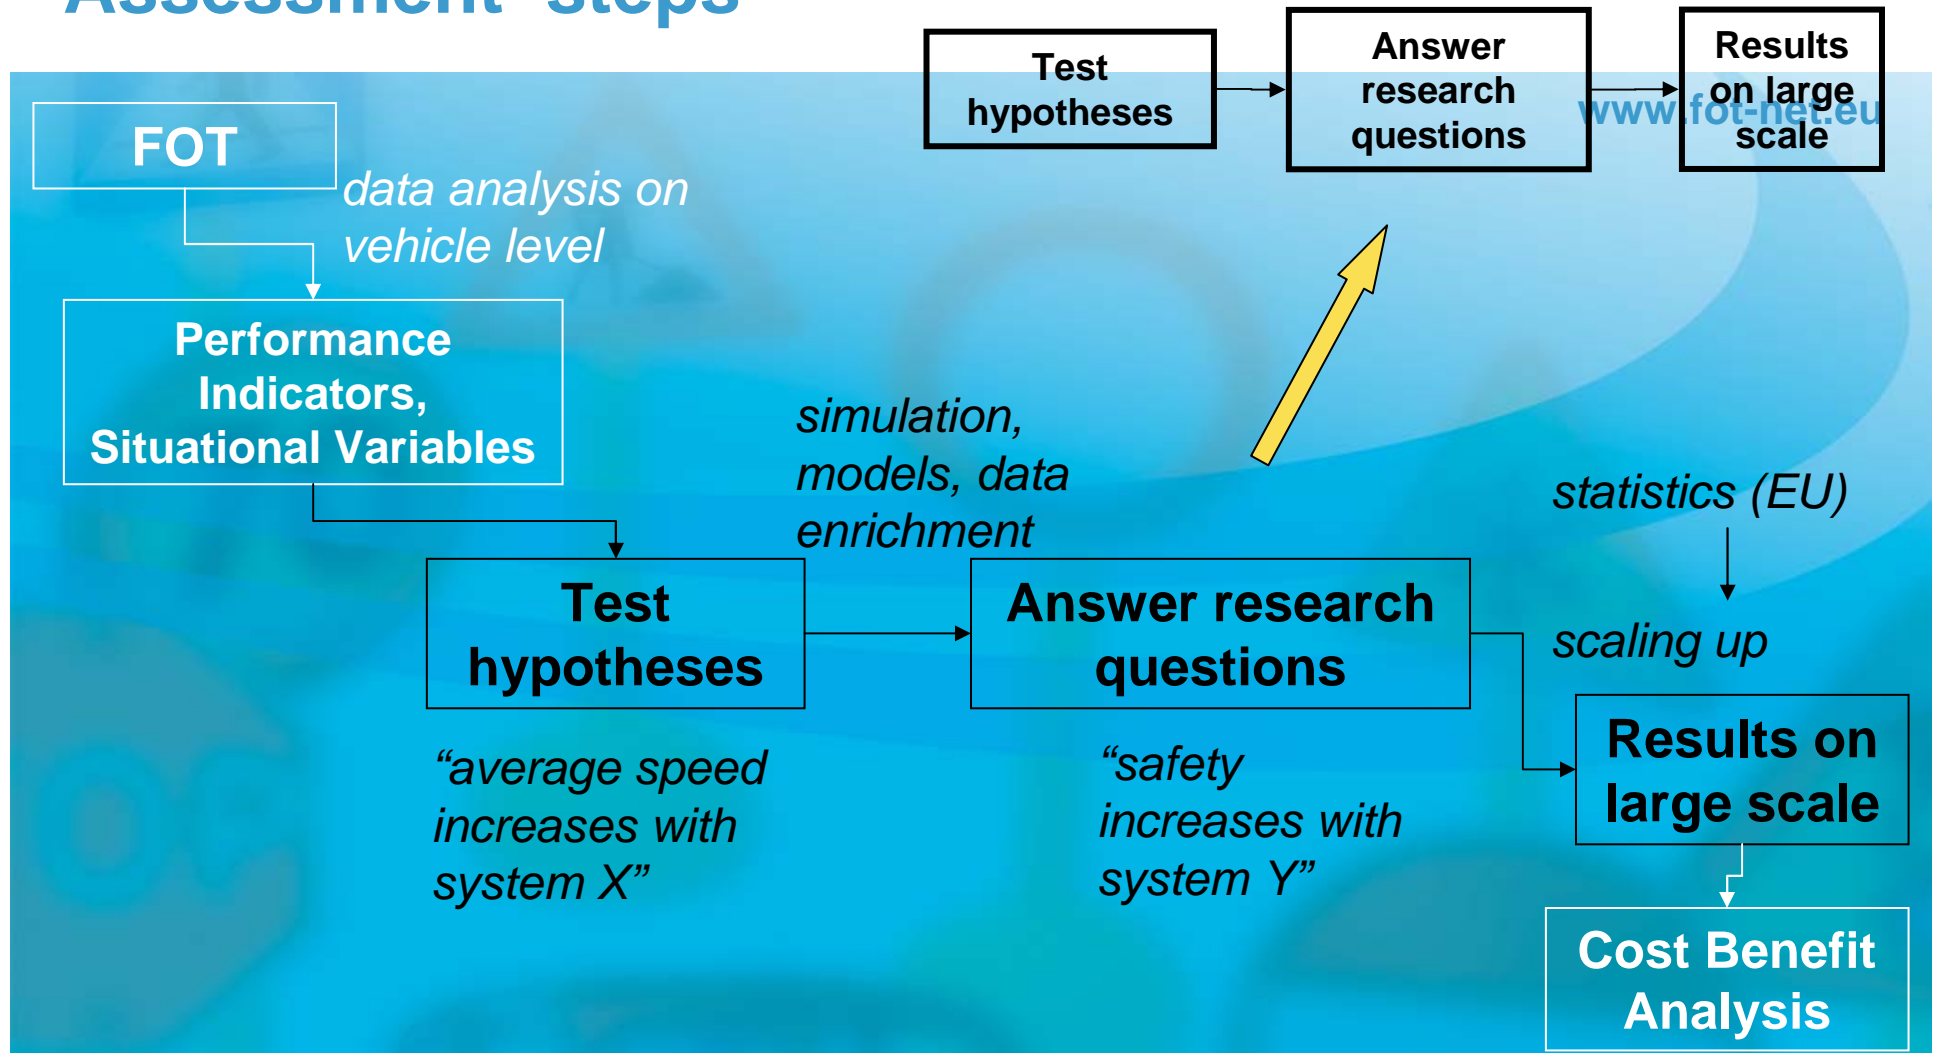 Assessment steps
Test
hypotheses
Answer
research
questions
Results
on large
scale
www.fot-net.eu
FOT
data analysis on
vehicle level
Performance
Indicators,
Situational Variables
simulation,
models, data
enrichment
statistics (EU)
scaling up
Test
hypotheses
Answer research
questions
Results on
large scale
“average speed
increases with
system X”
“safety
increases with
system Y”
Cost Benefit
Analysis